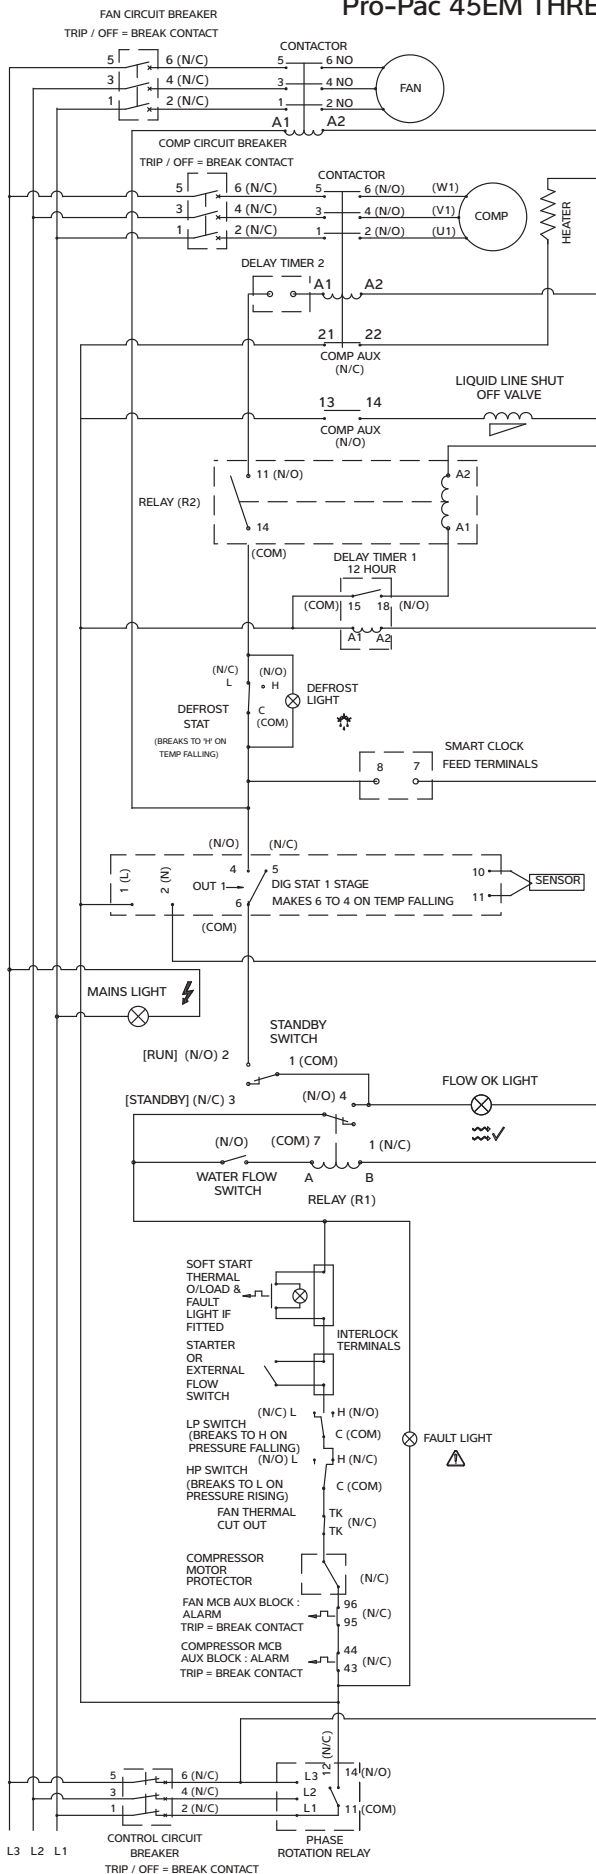 Pro-Pac 45EM THRE
FAN CIRCUIT BREAKER
TRIP / OFF = BREAK CONTACT
CONTACTOR
5 6 (N/C) 5 6 NO
3 4 (N/C) 3 4 NO
FAN
1 2 (N/C) 1 2 NO
A1 A2
COMP CIRCUIT BREAKER
TRIP / OFF = BREAK CONTACT
CONTACTOR
5 6 (N/C) 5 6 (N/O) (W1)
3 4 (N/C) 3 4 (N/O) (V1)
COMP
1 2 (N/C) 1 2 (N/O) (U1)
HEATER
DELAY TIMER 2
A1 A2
21 22
COMP AUX
(N/C)
LIQUID LINE SHUT
OFF VALVE
13 14
COMP AUX
(N/O)
11 (N/O)
A2
RELAY (R2)
14
A1
(COM)
DELAY TIMER 1
12 HOUR
(COM) 15 18 (N/O)
A1 A2
(N/C) (N/O)
L H
DEFROST
LIGHT
DEFROST
STAT
C
(COM)
(BREAKS TO 'H' ON
TEMP FALLING)
SMART CLOCK
FEED TERMINALS
8 7
(N/O) (N/C)
1 (L)
2 (N)
4 5
10
OUT 1
DIG STAT 1 STAGE
SENSOR
6
MAKES 6 TO 4 ON TEMP FALLING
11
(COM)
MAINS LIGHT
STANDBY
SWITCH
[RUN] (N/O) 2
1 (COM)
[STANDBY] (N/C) 3
(N/O) 4
FLOW OK LIGHT
(N/O)
(COM) 7
1 (N/C)
WATER FLOW
SWITCH
A B
RELAY (R1)
SOFT START
THERMAL
O/LOAD &
FAULT
LIGHT IF
FITTED
INTERLOCK
TERMINALS
STARTER
OR
EXTERNAL
FLOW
SWITCH
(N/C) L H (N/O)
LP SWITCH
(BREAKS TO H ON
PRESSURE FALLING)
C (COM)
FAULT LIGHT
(N/O) L H (N/C)
HP SWITCH
(BREAKS TO L ON
PRESSURE RISING)
C (COM)
FAN THERMAL
CUT OUT
TK
TK
(N/C)
COMPRESSOR
MOTOR
PROTECTOR
(N/C)
FAN MCB AUX BLOCK :
ALARM
TRIP = BREAK CONTACT
96
95
(N/C)
COMPRESSOR MCB
AUX BLOCK : ALARM
TRIP = BREAK CONTACT
44
43
(N/C)
12 (N/C)
5 6 (N/C) L3 14 (N/O)
3 4 (N/C) L2
1 2 (N/C) L1 11 (COM)
L3 L2 L1
CONTROL CIRCUIT
BREAKER
TRIP / OFF = BREAK CONTACT
PHASE
ROTATION RELAY